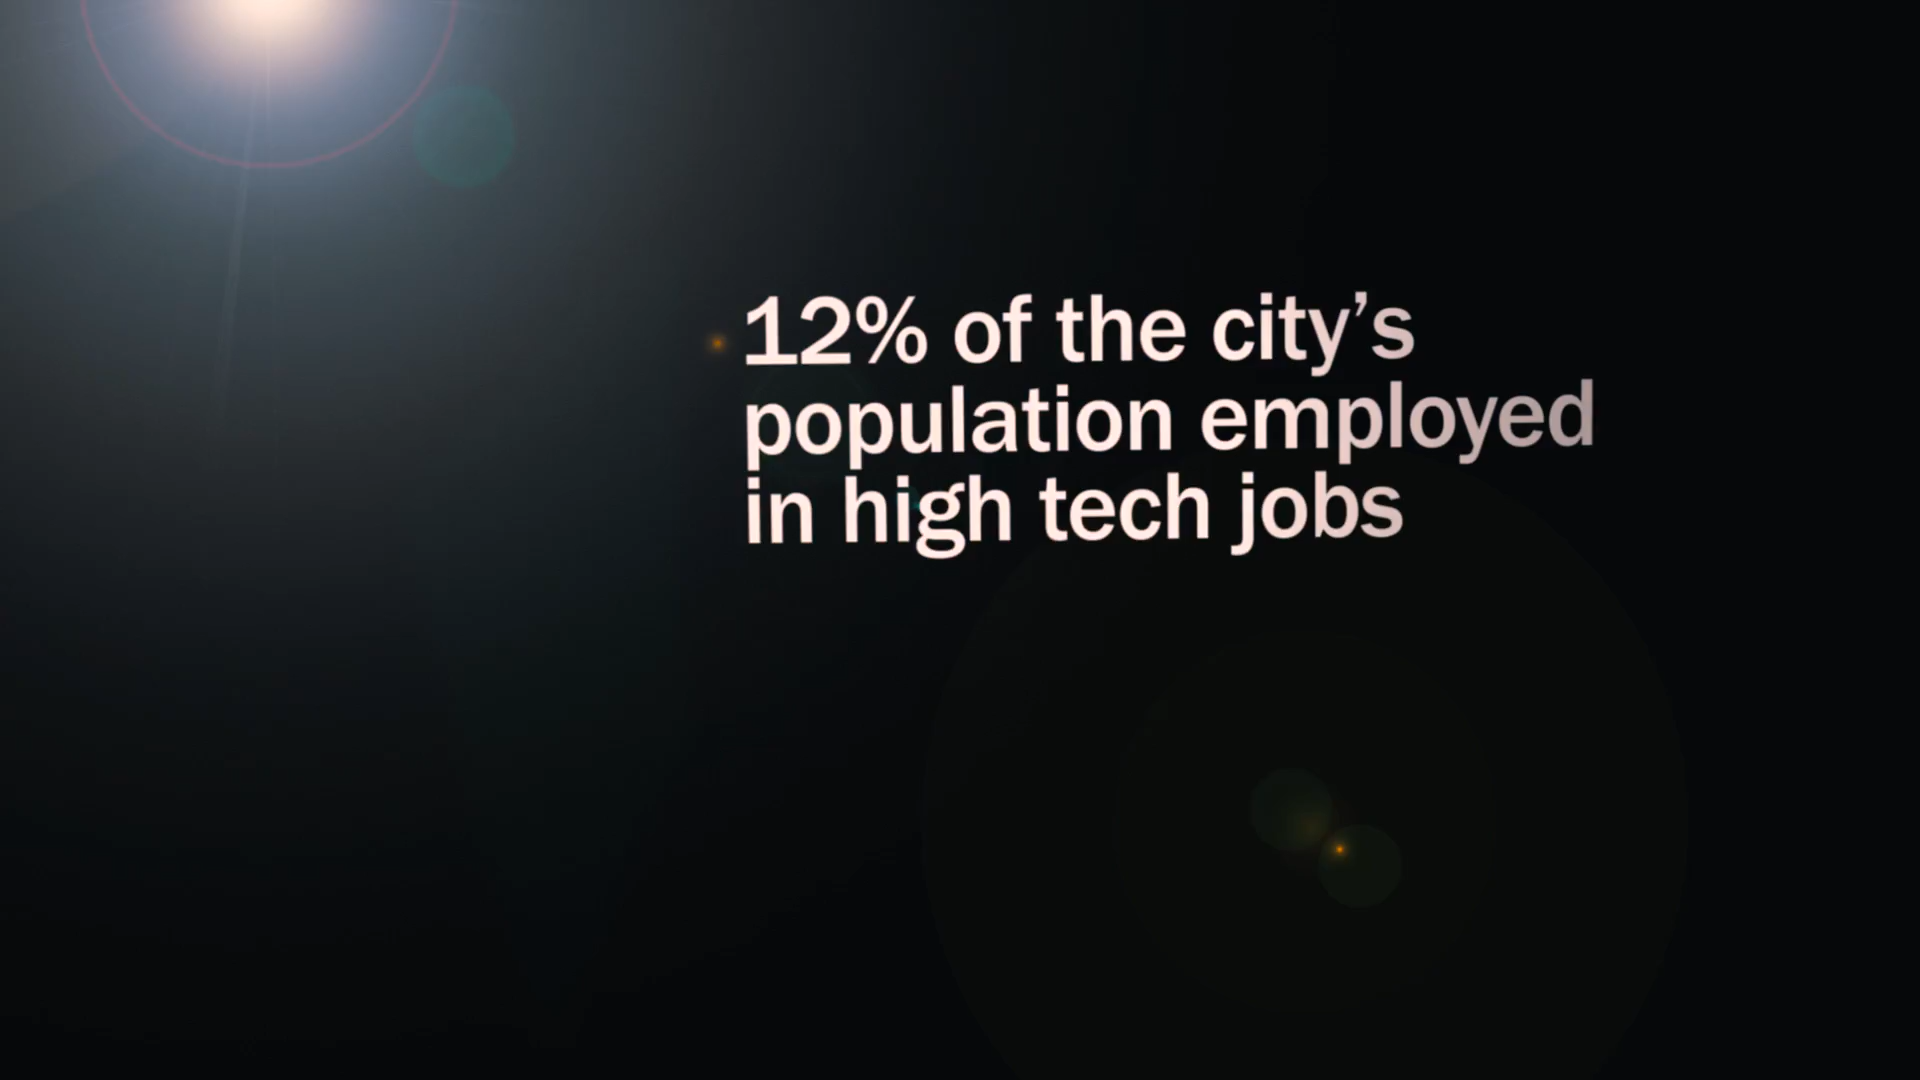 12% of the city’s
population employed
in high tech jobs